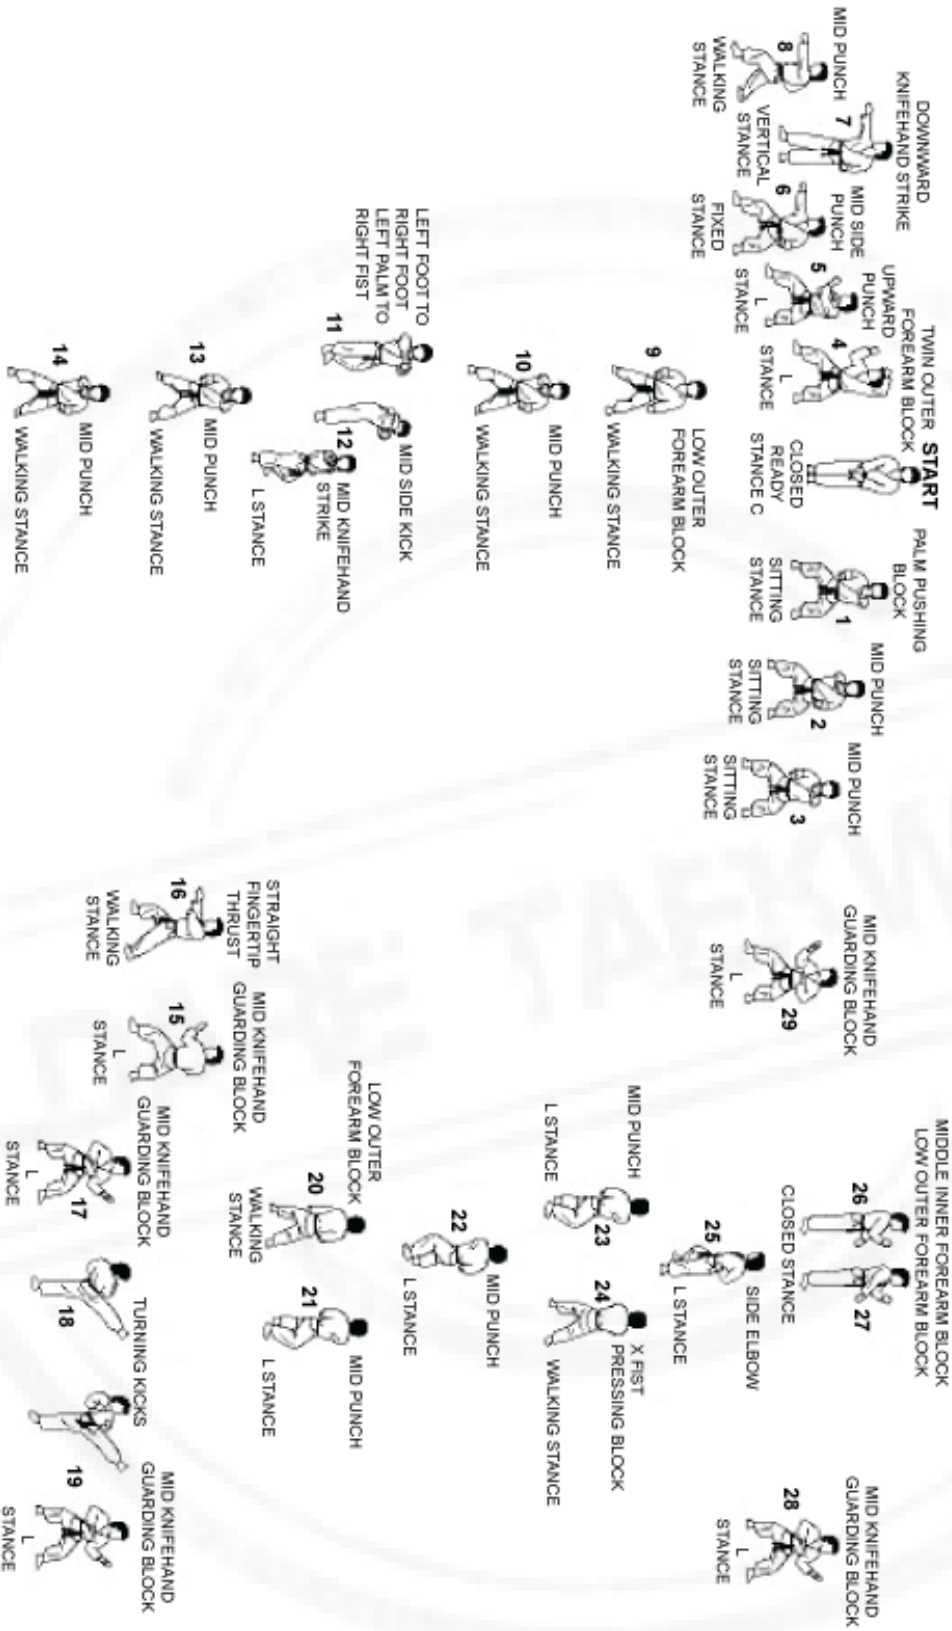 START
CLOSED
READY
STANCE C
PALM PUSHING
BLOCK
1
SITTING
STANCE
MID PUNCH
2
SITTING
STANCE
MID PUNCH
3
SITTING
STANCE
TWIN OUTER
FOREARM BLOCK
4
L
STANCE
UPWARD
PUNCH
5
L
STANCE
MID SIDE
PUNCH
6
FIXED
STANCE
DOWNWARD
KNIFEHAND STRIKE
7
VERTICAL
STANCE
MID PUNCH
8
WALKING
STANCE
9
LOW OUTER
FOREARM BLOCK
WALKING STANCE
10
MID PUNCH
WALKING STANCE
LEFT FOOT TO
RIGHT FOOT
LEFT PALM TO
RIGHT FIST
11
MID SIDE KICK
12
MID KNIFEHAND
STRIKE
L STANCE
13
MID PUNCH
WALKING STANCE
14
MID PUNCH
WALKING STANCE
MID KNIFEHAND
GUARDING BLOCK
15
L
STANCE
STRAIGHT
FINGERTIP
THRUST
16
WALKING
STANCE
MID KNIFEHAND
GUARDING BLOCK
17
L
STANCE
TURNING KICKS
18
MID KNIFEHAND
GUARDING BLOCK
19
L
STANCE
LOW OUTER
FOREARM BLOCK
20
WALKING
STANCE
21
MID PUNCH
L STANCE
22
MID PUNCH
L STANCE
MID PUNCH
23
L STANCE
24
X FIST
PRESSING BLOCK
WALKING STANCE
25
SIDE ELBOW
L STANCE
MIDDLE INNER FOREARM BLOCK
LOW OUTER FOREARM BLOCK
26
27
CLOSED STANCE
MID KNIFEHAND
GUARDING BLOCK
28
L
STANCE
MID KNIFEHAND
GUARDING BLOCK
29
L
STANCE